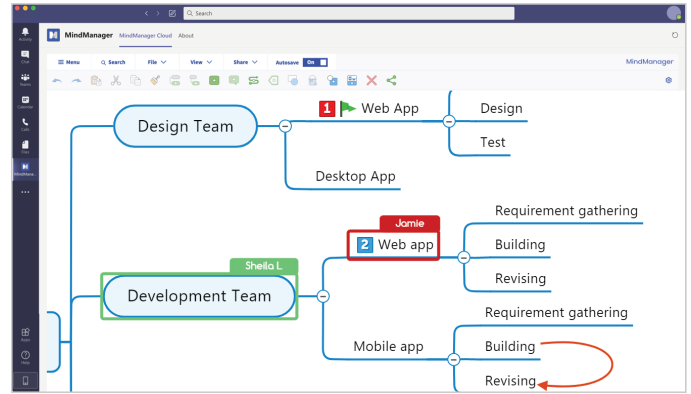 Search
Activity
Chat
Teams
Calendar
Calls
Files
MindMana...
Apps
Help
MindManager MindManager Cloud About
Menu Search File View Share Autosave On MindManager
Design Team
1 Web App
Design
Test
Desktop App
Sheila L.
Development Team
Jamie
2 Web app
Requirement gathering
Building
Revising
Mobile app
Requirement gathering
Building
Revising